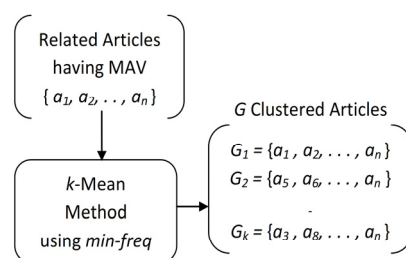 Related Articles
having MAV
{ a1, a2, . . , an }
k-Mean
Method
using min-freq
G Clustered Articles
G1 = {a1 , a2, . . . , an}
G2 = {a5 , a6, . . . , an}
.
Gk = {a3 , a8, . . . , an}